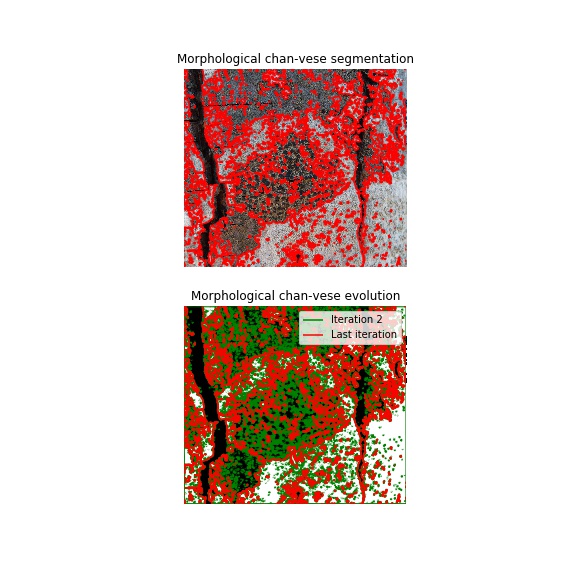 Morphological chan-vese segmentation
Morphological chan-vese evolution
Iteration 2
Last iteration